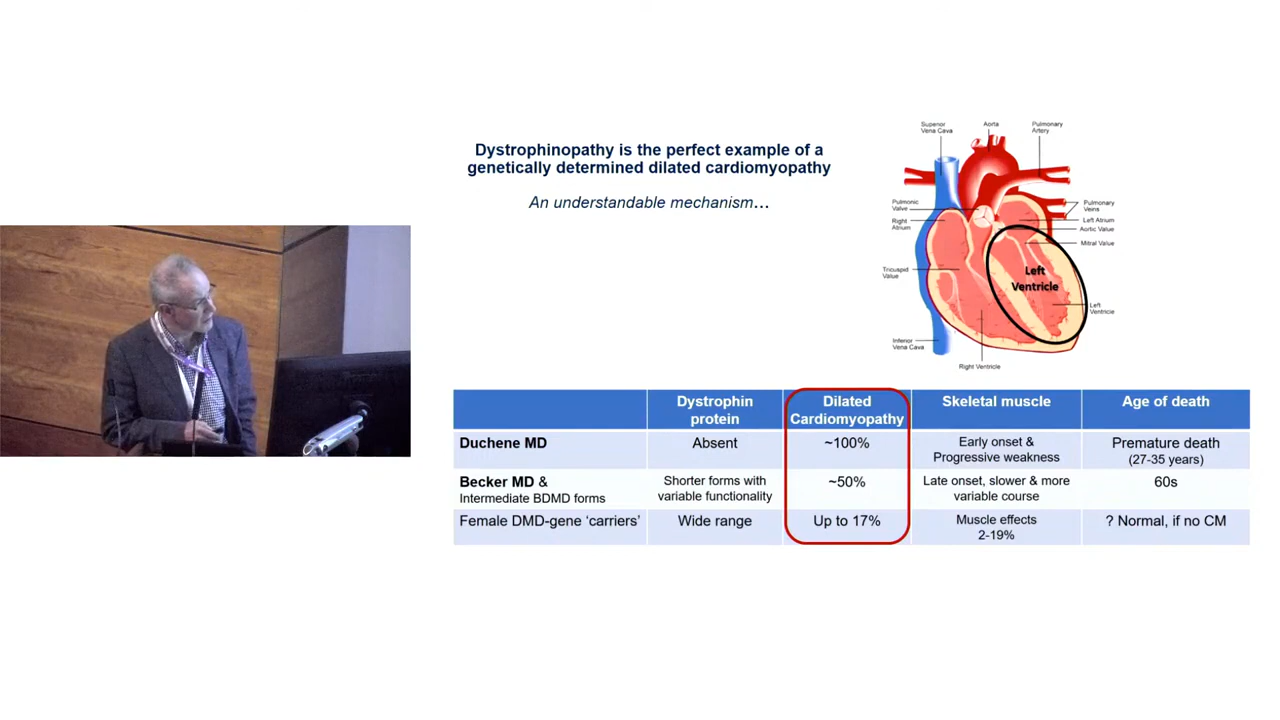 Dystrophinopathy is the perfect example of a
genetically determined dilated cardiomyopathy
An understandable mechanism…
Superior
Vena Cava
Aorta
Pulmonary
Artery
Pulmonic
Valve
Right
Atrium
Pulmonary
Veins
Left Atrium
Aortic Value
Mitral Value
Tricuspid
Value
Left
Ventricle
Left
Ventricle
Inferior
Vena Cava
Right Ventricle
Dystrophin
protein
Dilated
Cardiomyopathy
Skeletal muscle
Age of death
Duchene MD
Absent
~100%
Early onset &
Progressive weakness
Premature death
(27-35 years)
Becker MD &
Intermediate BDMD forms
Shorter forms with
variable functionality
~50%
Late onset, slower & more
variable course
60s
Female DMD-gene ‘carriers’
Wide range
Up to 17%
Muscle effects
2-19%
? Normal, if no CM